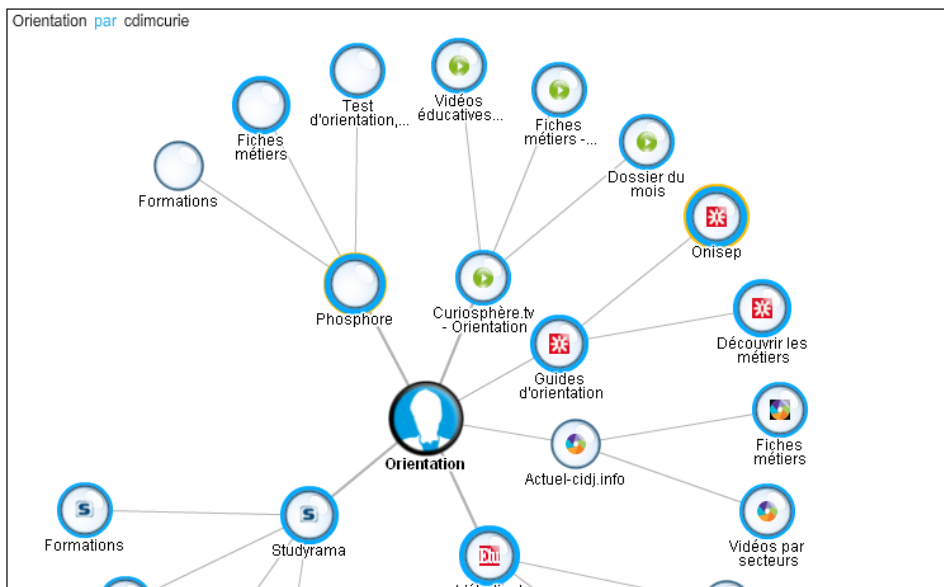 Orientation par cdimcurie
Test
d'orientation,...
Vidéos
éducatives...
Fiches
métiers -...
Fiches
métiers
Dossier du
mois
Formations
Onisep
Phosphore
Curiosphère.tv
- Orientation
Découvrir les
métiers
Guides
d'orientation
Fiches
métiers
Orientation
Actuel-cidj.info
S
Formations
S
Studyrama
Vidéos par
secteurs